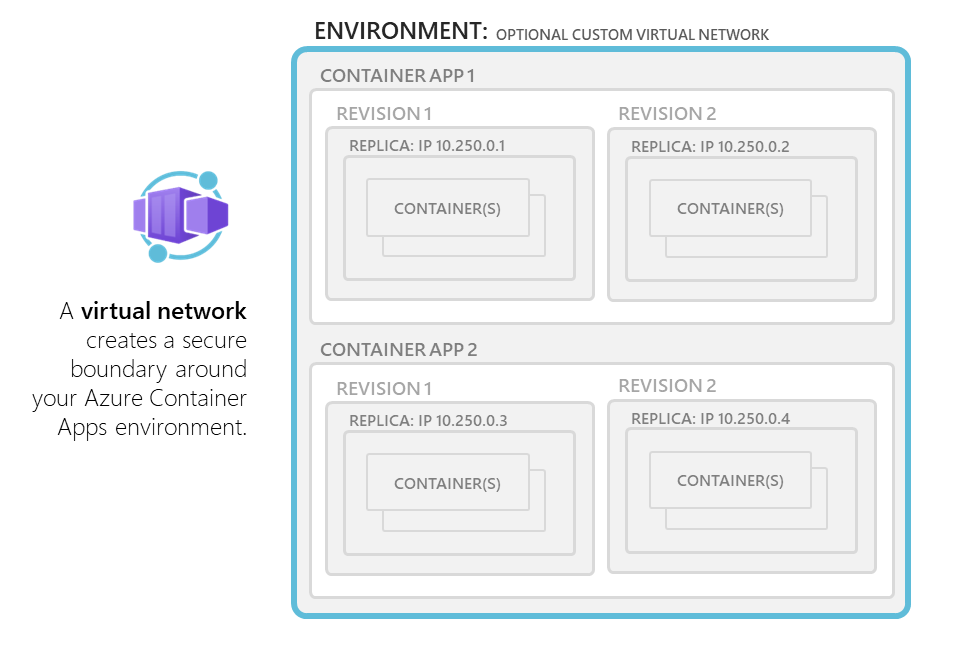 ENVIRONMENT: OPTIONAL CUSTOM VIRTUAL NETWORK
CONTAINER APP 1
REVISION 1
REPLICA: IP 10.250.0.1
CONTAINER(S)
REVISION 2
REPLICA: IP 10.250.0.2
CONTAINER(S)
A virtual network
creates a secure
boundary around
your Azure Container
Apps environment.
CONTAINER APP 2
REVISION 1
REPLICA: IP 10.250.0.3
CONTAINER(S)
REVISION 2
REPLICA: IP 10.250.0.4
CONTAINER(S)